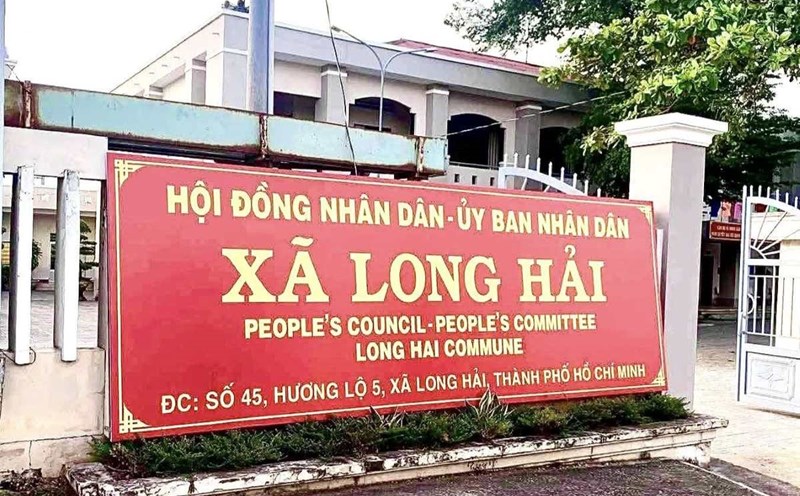 HỘI ĐỒNG NHÂN DÂN - ỦY BAN NHÂN DÂN
XÃ LONG HẢI
PEOPLE'S COUNCIL - PEOPLE'S COMMITTEE
LONG HAI COMMUNE
ĐC: SỐ 45, HƯƠNG LỘ 5, XÃ LONG HẢI, THÀNH PHỐ HỒ CHÍ MINH